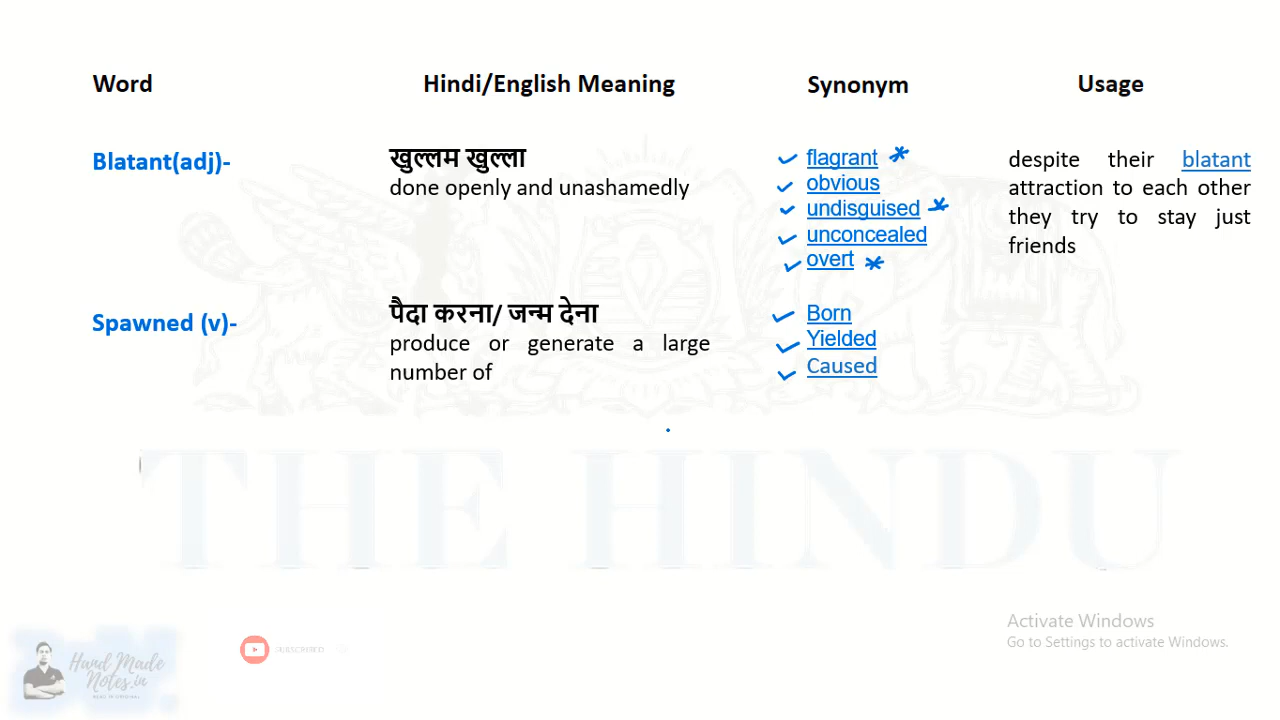 Word Hindi/English Meaning Synonym Usage
Blatant(adj)-
खुल्लम खुल्ला
done openly and unashamedly
flagrant
obvious
undisguised
unconcealed
overt
despite their blatant
attraction to each other
they try to stay just
friends
Spawned (v)-
पैदा करना/ जन्म देना
produce or generate a large
number of
Born
Yielded
Caused
THE HINDU
Hand Made
Notes.in
SUBSCRIBED
Activate Windows
Go to Settings to activate Windows.